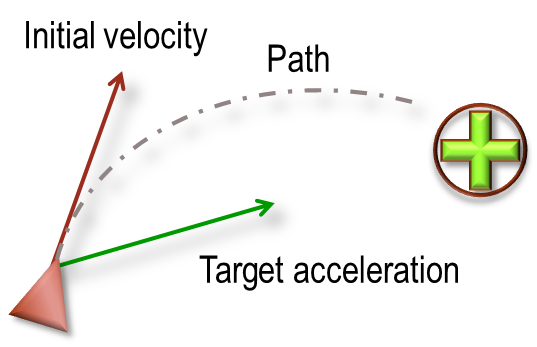 Initial velocity
Path
Target acceleration